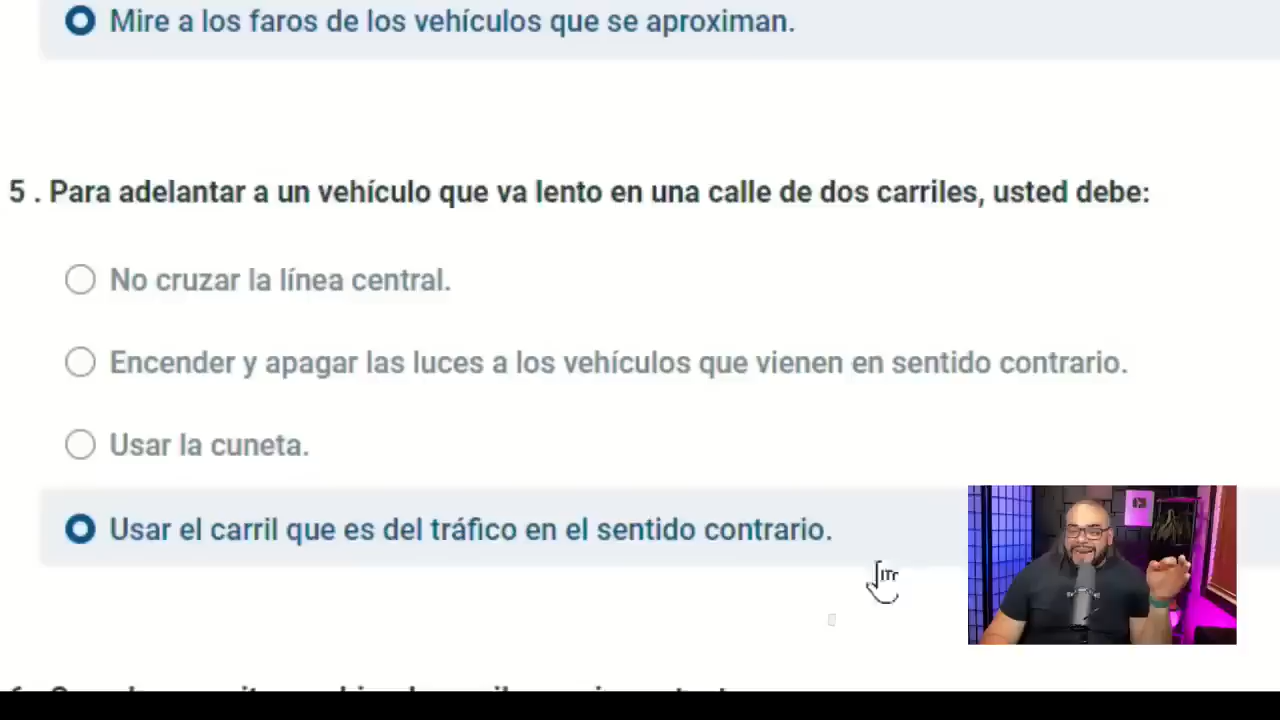 Mire a los faros de los vehículos que se aproximan.
5 . Para adelantar a un vehículo que va lento en una calle de dos carriles, usted debe:
No cruzar la línea central.
Encender y apagar las luces a los vehículos que vienen en sentido contrario.
Usar la cuneta.
Usar el carril que es del tráfico en el sentido contrario.